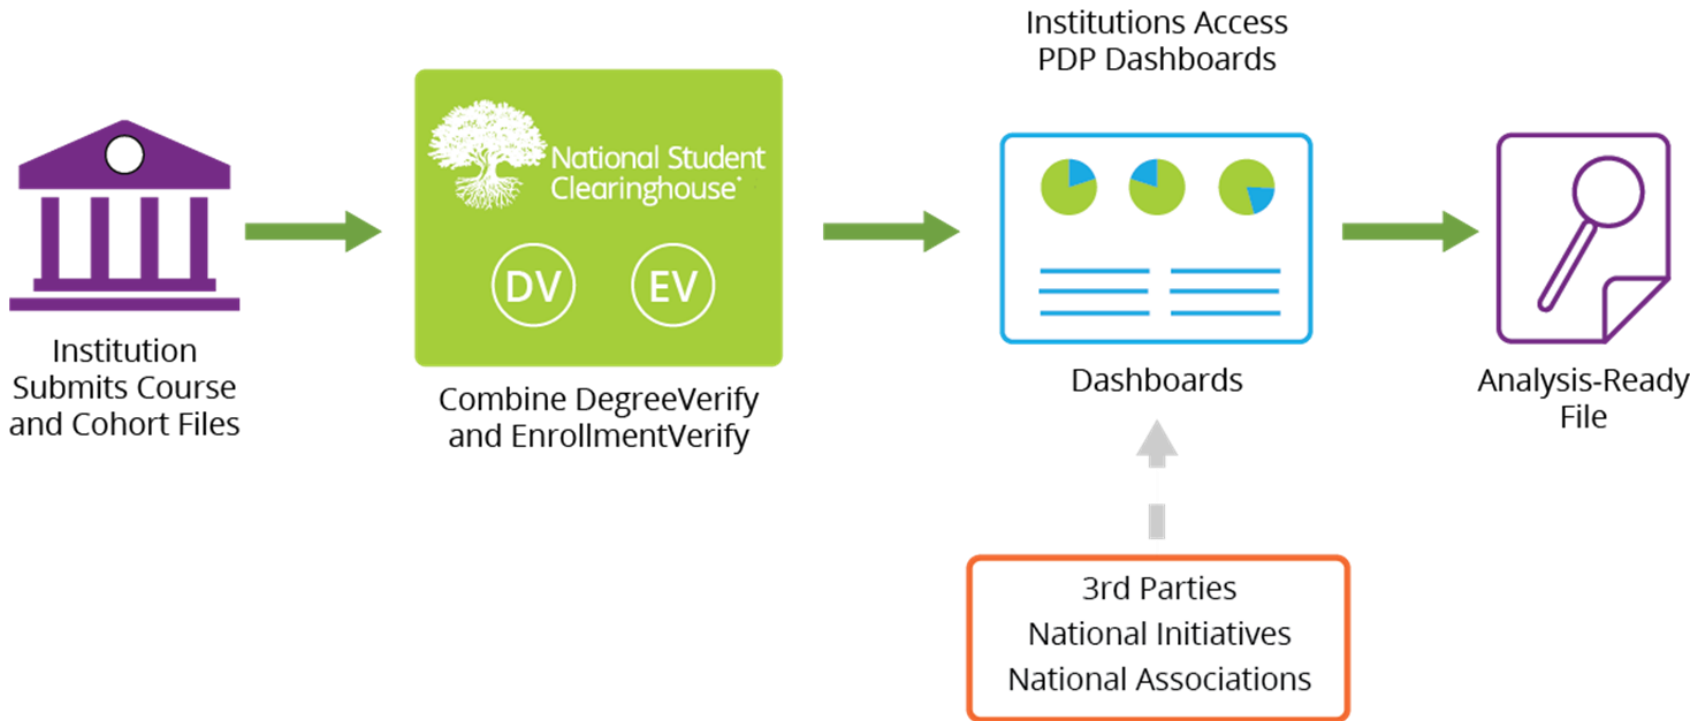 Institution
Submits Course
and Cohort Files
National Student
Clearinghouse
DV
EV
Combine DegreeVerify
and EnrollmentVerify
Institutions Access
PDP Dashboards
Dashboards
3rd Parties
National Initiatives
National Associations
Analysis-Ready
File